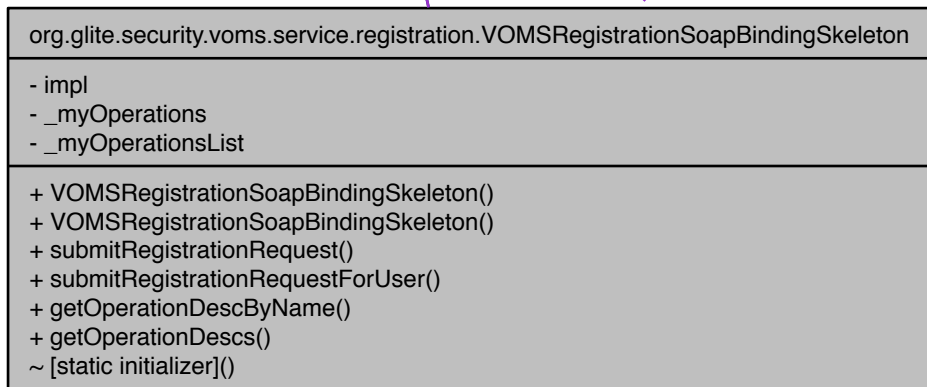 org.glite.security.voms.service.registration.VOMSRegistrationSoapBindingSkeleton
- impl
- _myOperations
- _myOperationsList
+ VOMSRegistrationSoapBindingSkeleton()
+ VOMSRegistrationSoapBindingSkeleton()
+ submitRegistrationRequest()
+ submitRegistrationRequestForUser()
+ getOperationDescByName()
+ getOperationDescs()
~ [static initializer]()